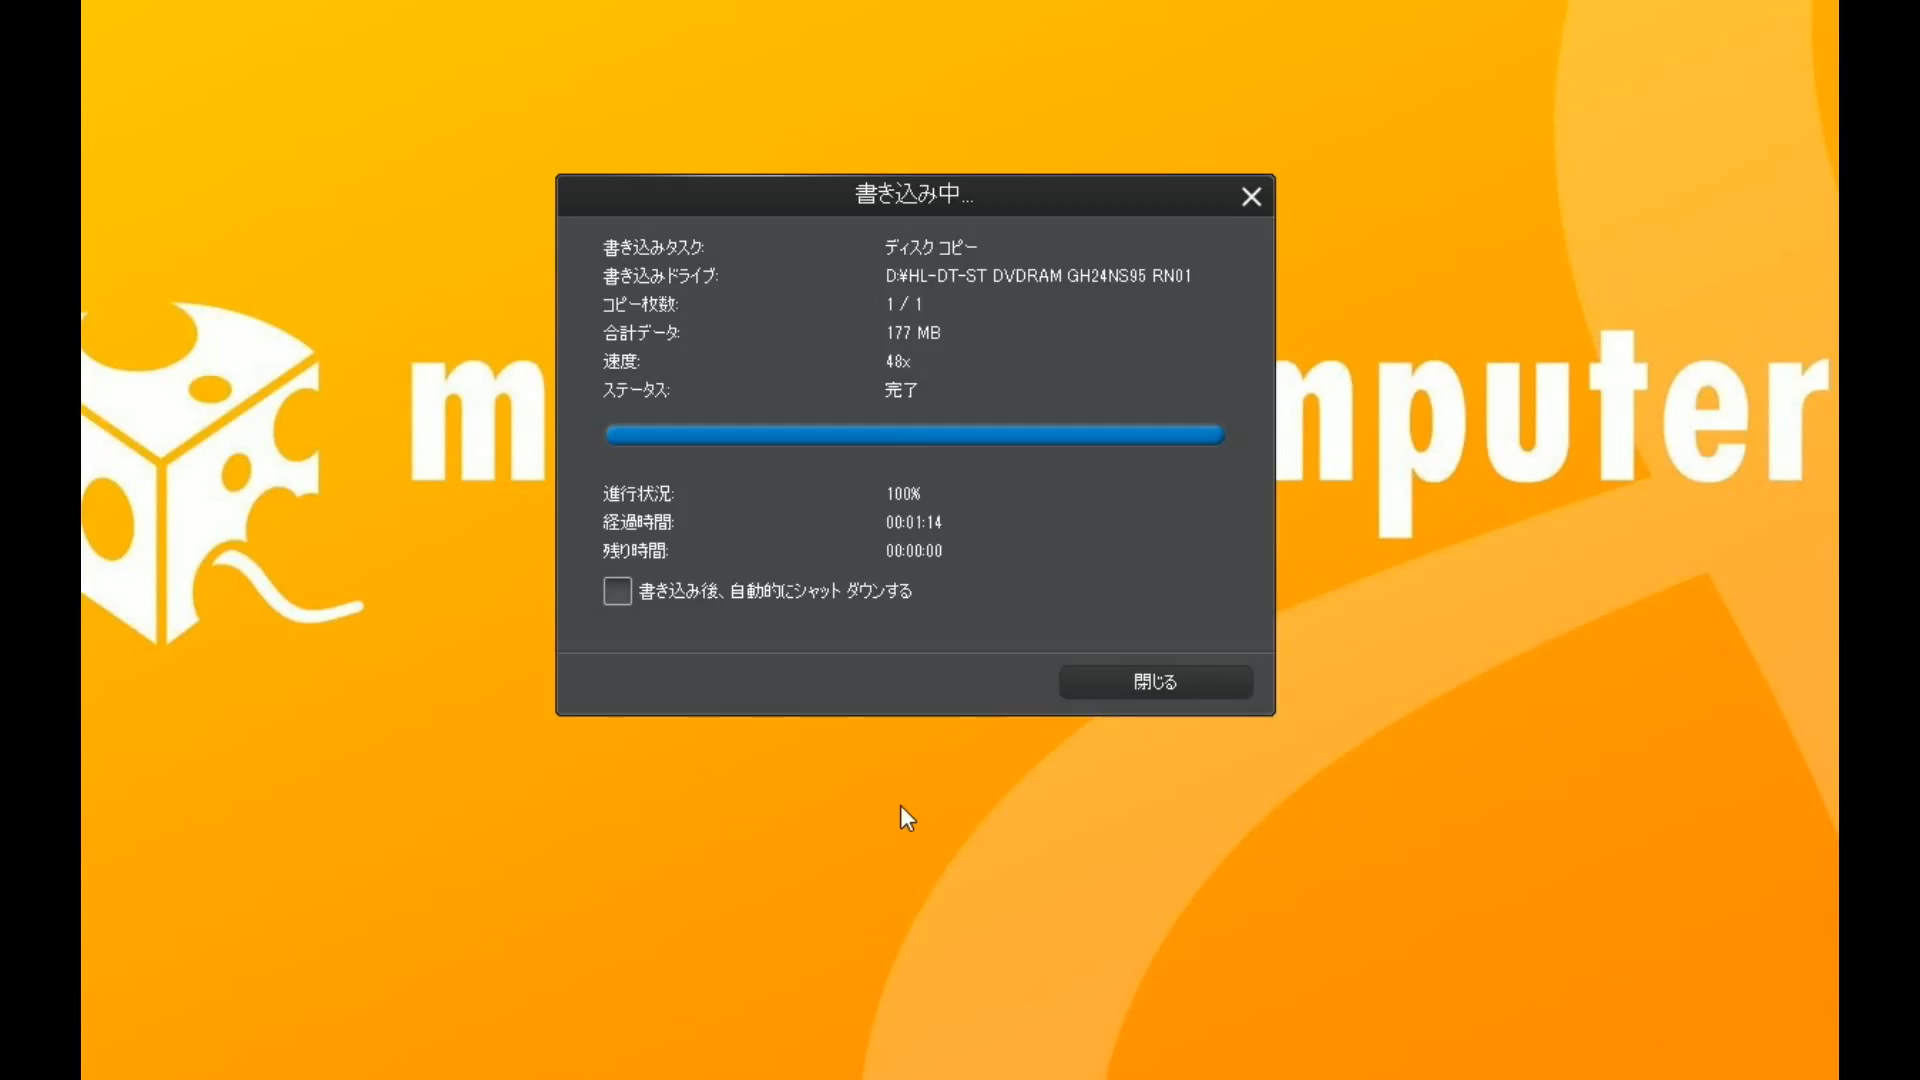 書き込み中...
書き込みタスク: ディスク コピー
書き込みドライブ: D:¥HL-DT-ST DVDRAM GH24NS95 RN01
コピー枚数: 1 / 1
合計データ: 177 MB
速度: 48x
ステータス: 完了
m mputer
進行状況: 100%
経過時間: 00:01:14
残り時間: 00:00:00
書き込み後、自動的にシャット ダウンする
閉じる